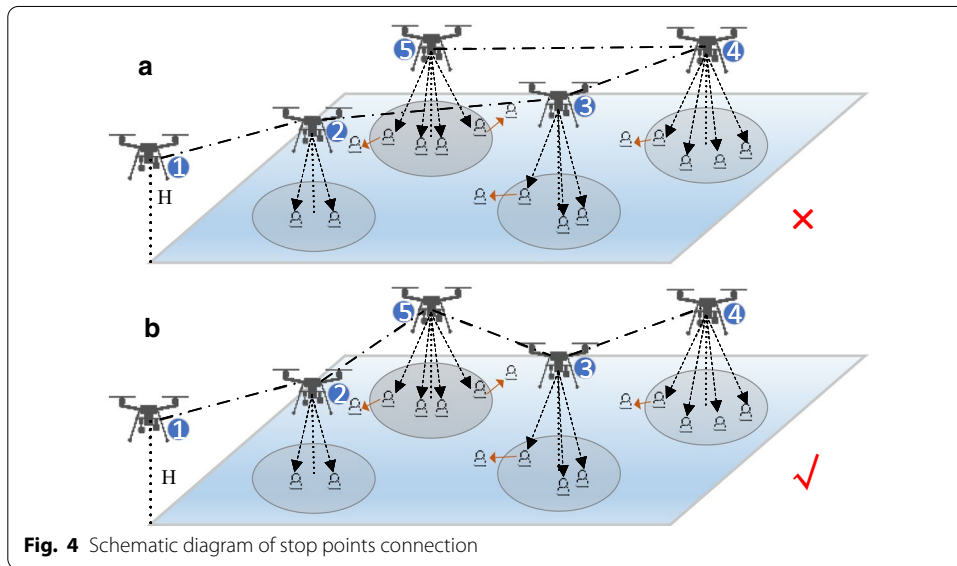 a
5
4
3
2
1
H
×
b
5
4
3
2
1
H
√
Fig. 4 Schematic diagram of stop points connection